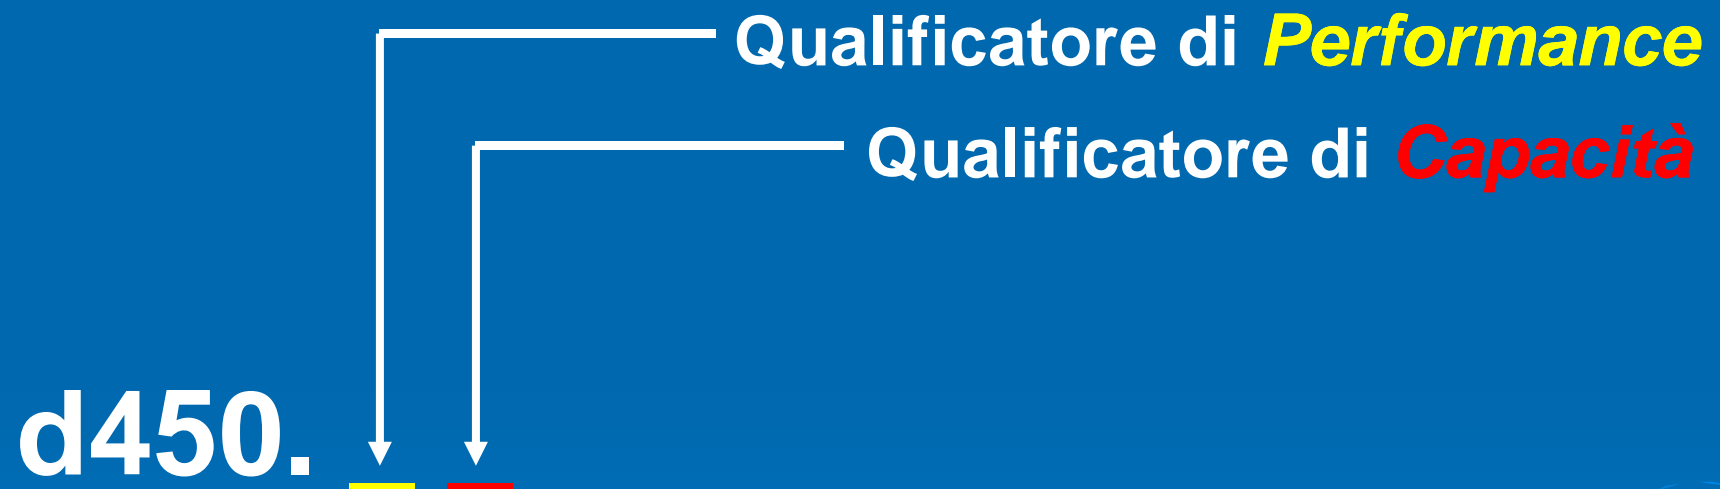 Qualificatore di Performance
Qualificatore di Capacità
d450.